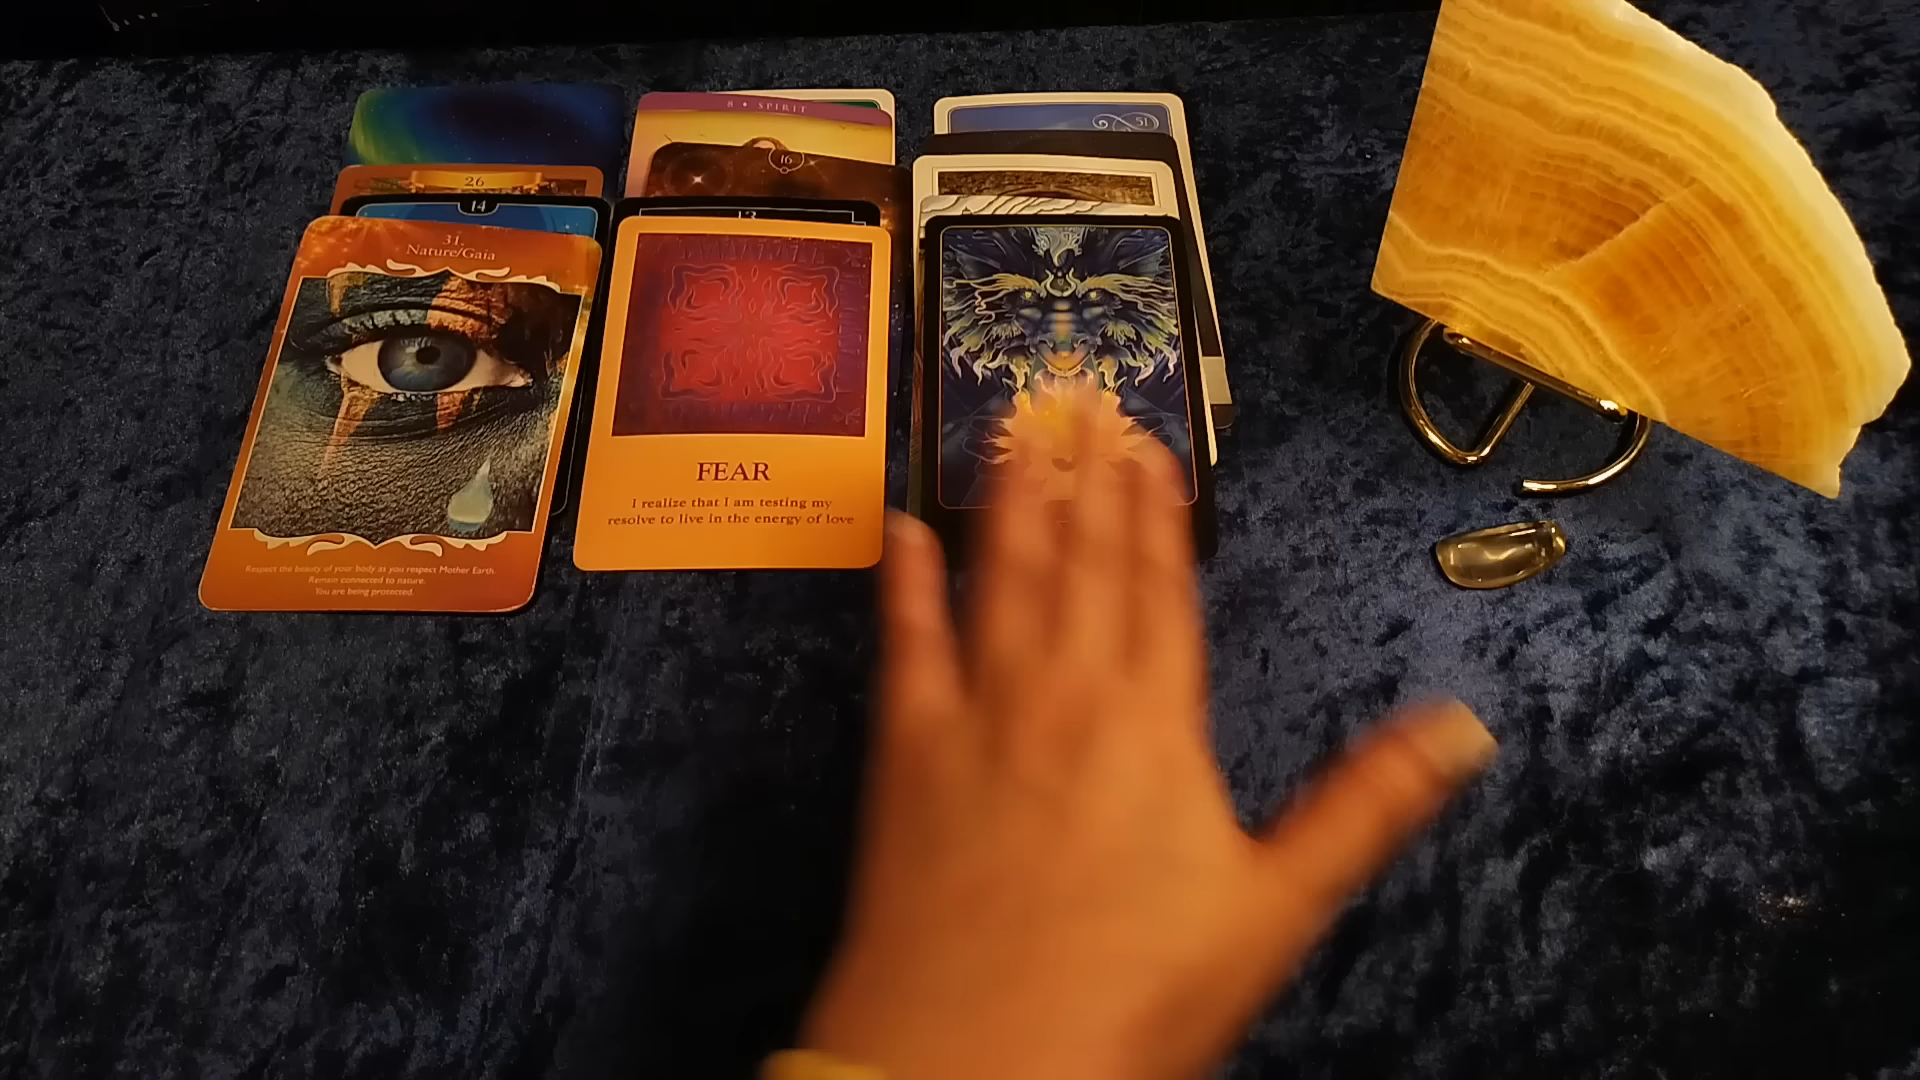 8 • SPIRIT
51
16
26
14
13
31.
Nature/Gaia
FEAR
I realize that I am testing my
resolve to live in the energy of love
Respect the beauty of your body as you respect Mother Earth.
Remain connected to nature.
You are being protected.